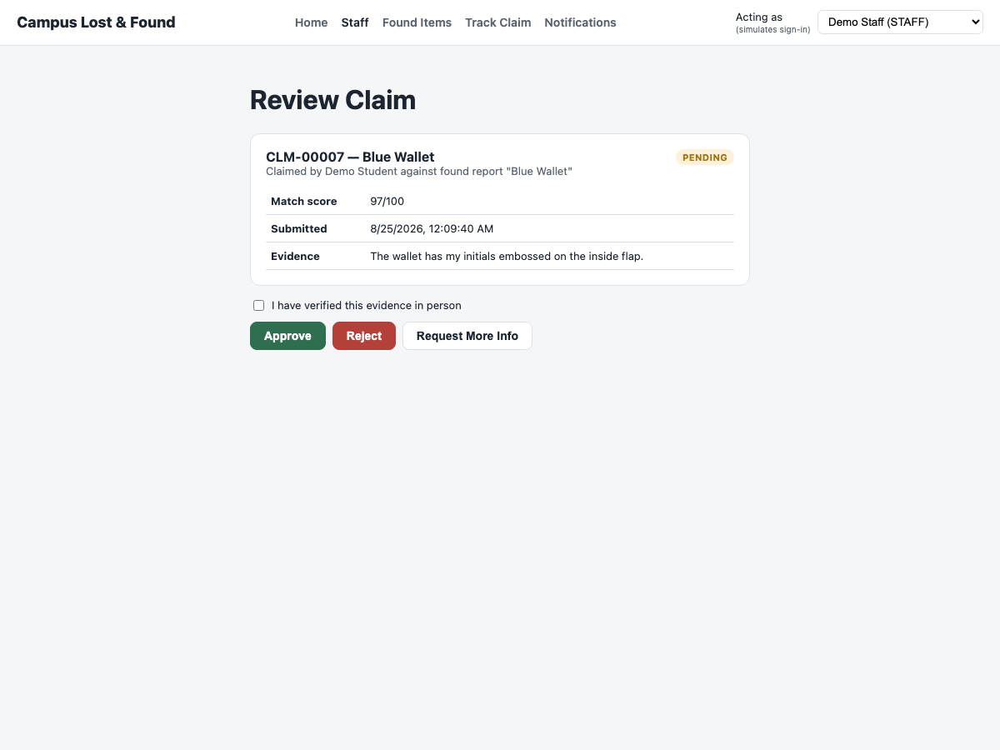 Campus Lost & Found
Home Staff Found Items Track Claim Notifications
Acting as
(simulates sign-in)
Demo Staff (STAFF)
Review Claim
CLM-00007 — Blue Wallet
PENDING
Claimed by Demo Student against found report "Blue Wallet"
Match score 97/100
Submitted 8/25/2026, 12:09:40 AM
Evidence The wallet has my initials embossed on the inside flap.
I have verified this evidence in person
Approve Reject Request More Info